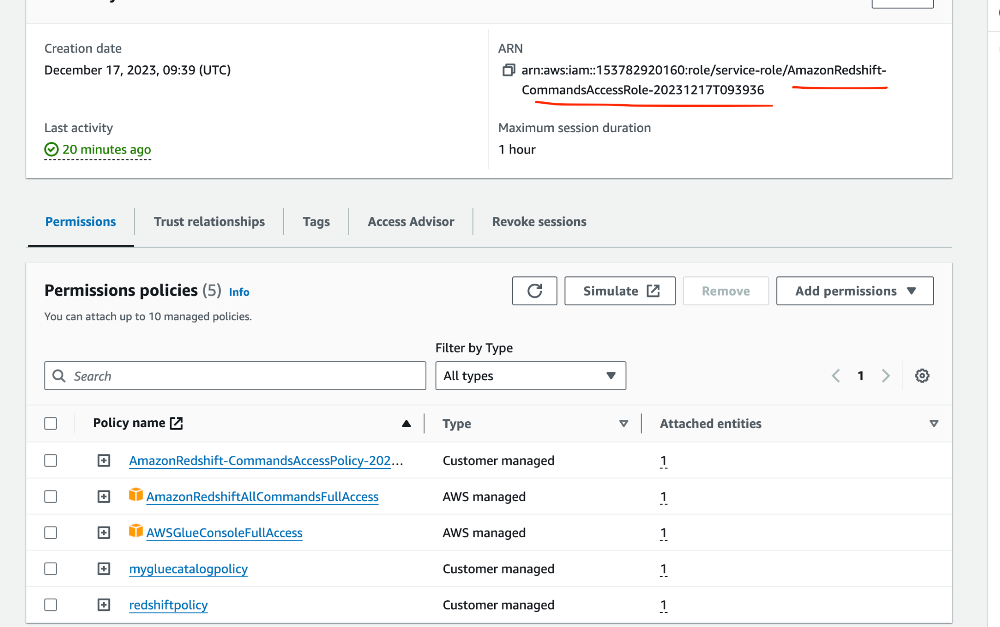 Creation date
December 17, 2023, 09:39 (UTC)
ARN
arn:aws:iam::153782920160:role/service-role/AmazonRedshift-
CommandsAccessRole-20231217T093936
Last activity
20 minutes ago
Maximum session duration
1 hour
Permissions
Trust relationships
Tags
Access Advisor
Revoke sessions
Permissions policies (5) Info
Simulate
Remove
Add permissions
You can attach up to 10 managed policies.
Filter by Type
Search
All types
1
Policy name
Type
Attached entities
AmazonRedshift-CommandsAccessPolicy-202...
Customer managed
1
AmazonRedshiftAllCommandsFullAccess
AWS managed
1
AWSGlueConsoleFullAccess
AWS managed
1
mygluecatalogpolicy
Customer managed
1
redshiftpolicy
Customer managed
1